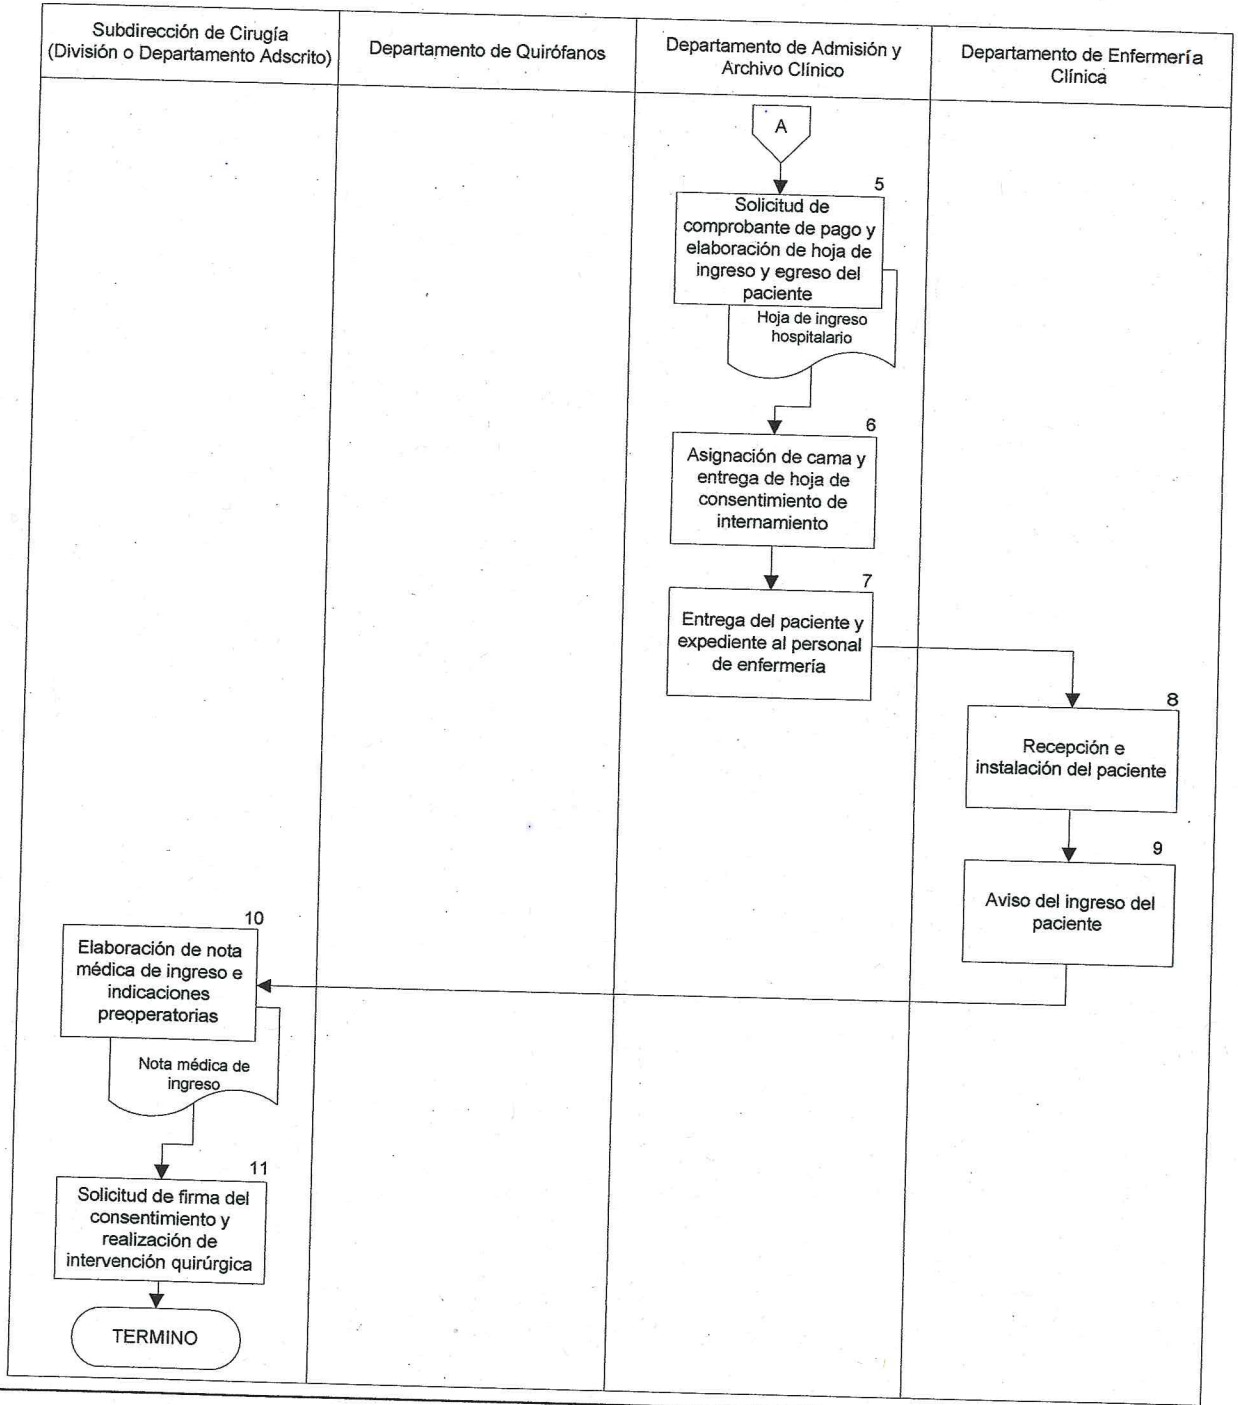 Subdirección de Cirugía
(División o Departamento Adscrito)
Departamento de Quirófanos
Departamento de Admisión y
Archivo Clínico
Departamento de Enfermería
Clínica
A
5
Solicitud de
comprobante de pago y
elaboración de hoja de
ingreso y egreso del
paciente
Hoja de ingreso
hospitalario
6
Asignación de cama y
entrega de hoja de
consentimiento de
internamiento
7
Entrega del paciente y
expediente al personal
de enfermería
8
Recepción e
instalación del paciente
9
Aviso del ingreso del
paciente
10
Elaboración de nota
médica de ingreso e
indicaciones
preoperatorias
Nota médica de
ingreso
11
Solicitud de firma del
consentimiento y
realización de
intervención quirúrgica
TERMINO